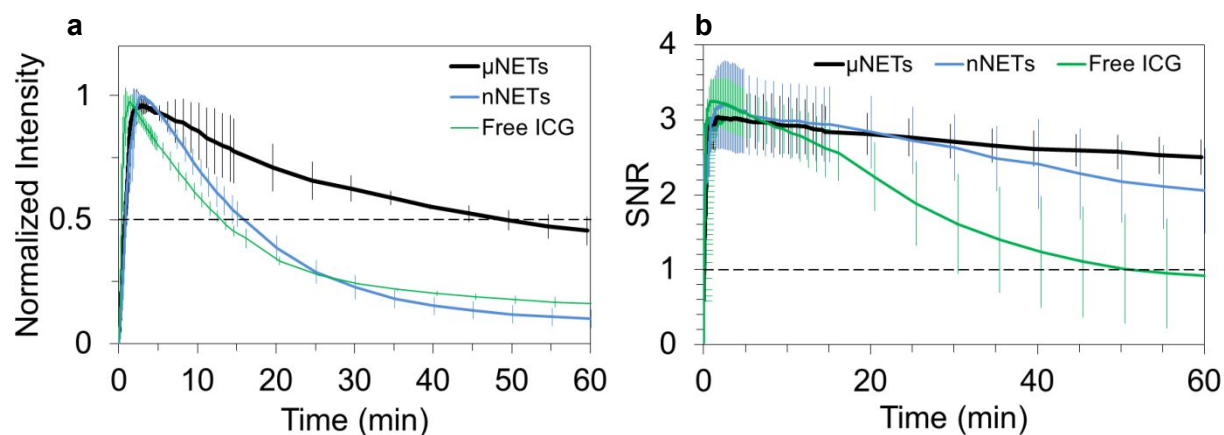 a
Normalized Intensity
1
0.5
0
µNETs
nNETs
Free ICG
0 10 20 30 40 50 60
Time (min)
b
SNR
4
3
2
1
0
µNETs nNETs Free ICG
0 20 40 60
Time (min)